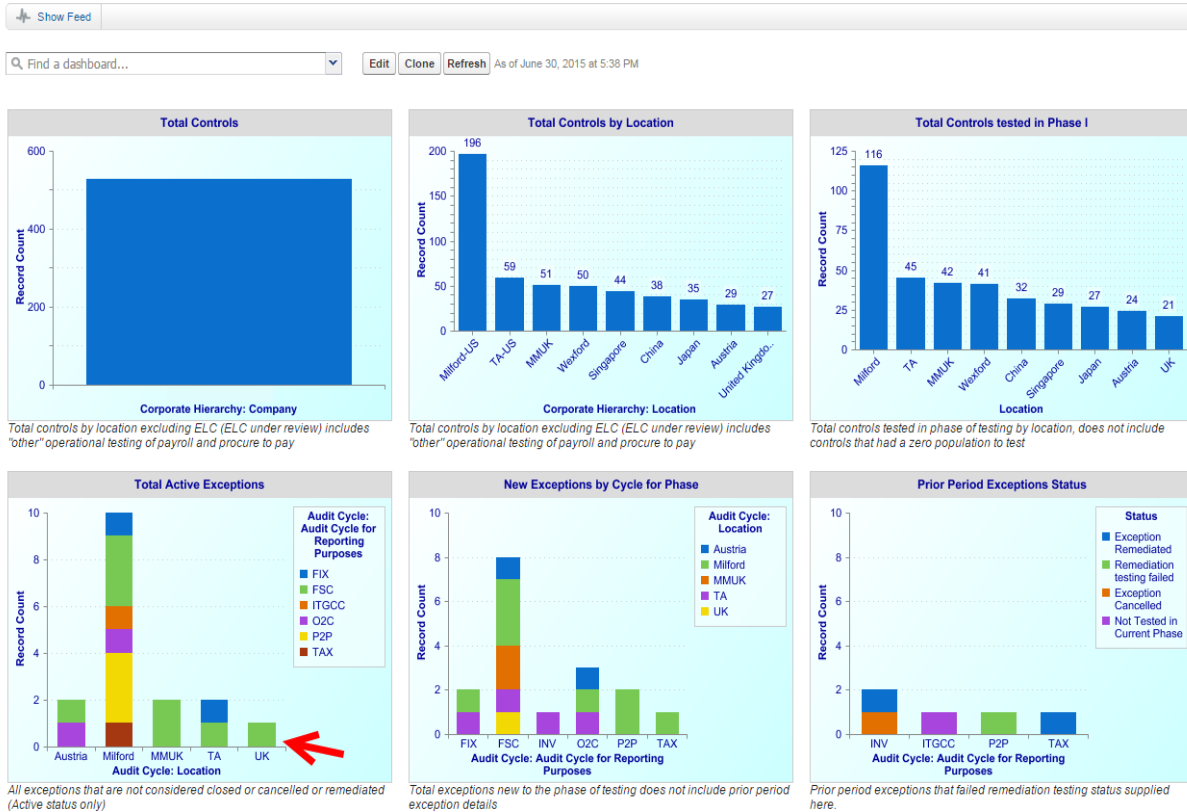 Show Feed
Find a dashboard...
Edit Clone Refresh As of June 30, 2015 at 5:38 PM
Total Controls
600
400
200
0
Record Count
Corporate Hierarchy: Company
Total controls by location excluding ELC (ELC under review) includes
"other" operational testing of payroll and procure to pay
Total Controls by Location
200
150
100
50
0
Record Count
196
59
51
50
44
38
35
29
27
Milford-US
TA-US
MMUK
Wexford
Singapore
China
Japan
Austria
United Kingdo..
Corporate Hierarchy: Location
Total controls by location excluding ELC (ELC under review) includes
"other" operational testing of payroll and procure to pay
Total Controls tested in Phase I
125
100
75
50
25
0
Record Count
116
45
42
41
32
29
27
24
21
Milford
TA
MMUK
Wexford
China
Singapore
Japan
Austria
UK
Location
Total controls tested in phase of testing by location, does not include
controls that had a zero population to test
Total Active Exceptions
10
8
6
4
2
0
Record Count
Austria
Milford
MMUK
TA
UK
Audit Cycle: Location
Audit Cycle:
Audit Cycle for
Reporting
Purposes
FIX
FSC
ITGCC
O2C
P2P
TAX
All exceptions that are not considered closed or cancelled or remediated
(Active status only)
New Exceptions by Cycle for Phase
10
8
6
4
2
0
Record Count
FIX
FSC
INV
O2C
P2P
TAX
Audit Cycle: Audit Cycle for Reporting
Purposes
Audit Cycle:
Location
Austria
Milford
MMUK
TA
UK
Total exceptions new to the phase of testing does not include prior period
exception details
Prior Period Exceptions Status
10
8
6
4
2
0
Record Count
INV
ITGCC
P2P
TAX
Audit Cycle: Audit Cycle for Reporting
Purposes
Status
Exception
Remediated
Remediation
testing failed
Exception
Cancelled
Not Tested in
Current Phase
Prior period exceptions that failed remediation testing status supplied
here.